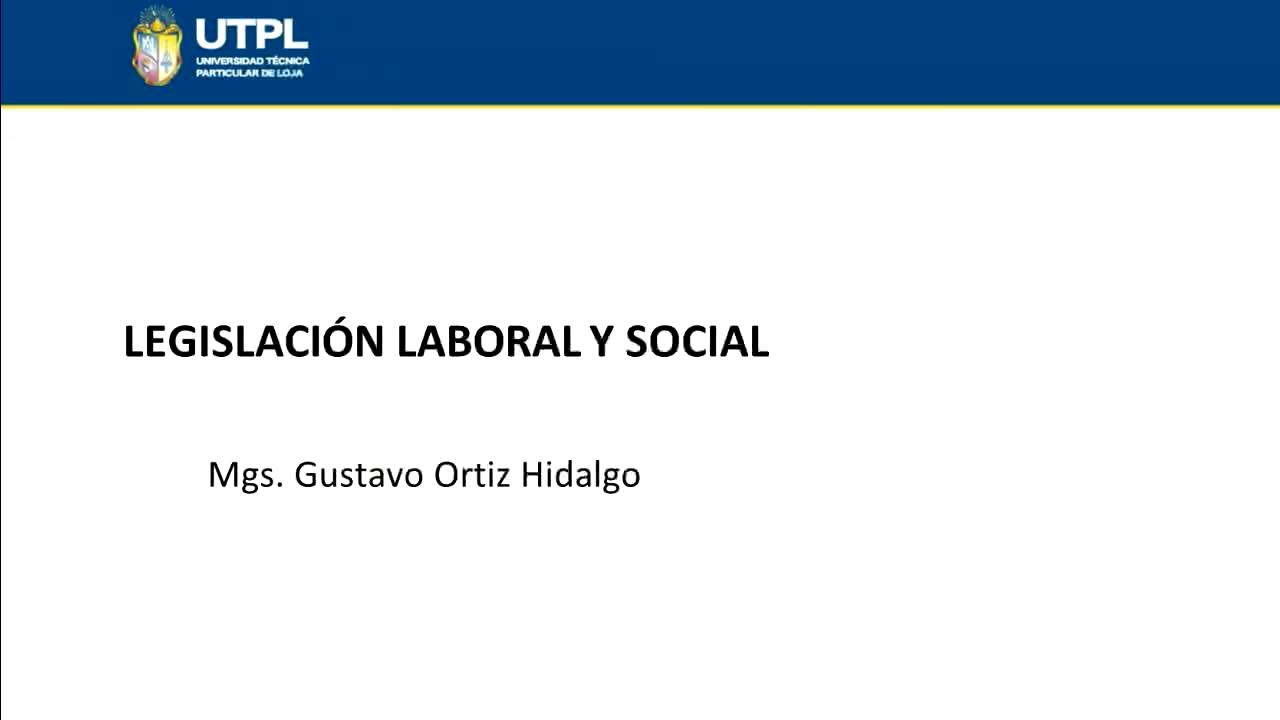 UTPL
UNIVERSIDAD TÉCNICA
PARTICULAR DE LOJA
LEGISLACIÓN LABORAL Y SOCIAL
Mgs. Gustavo Ortiz Hidalgo